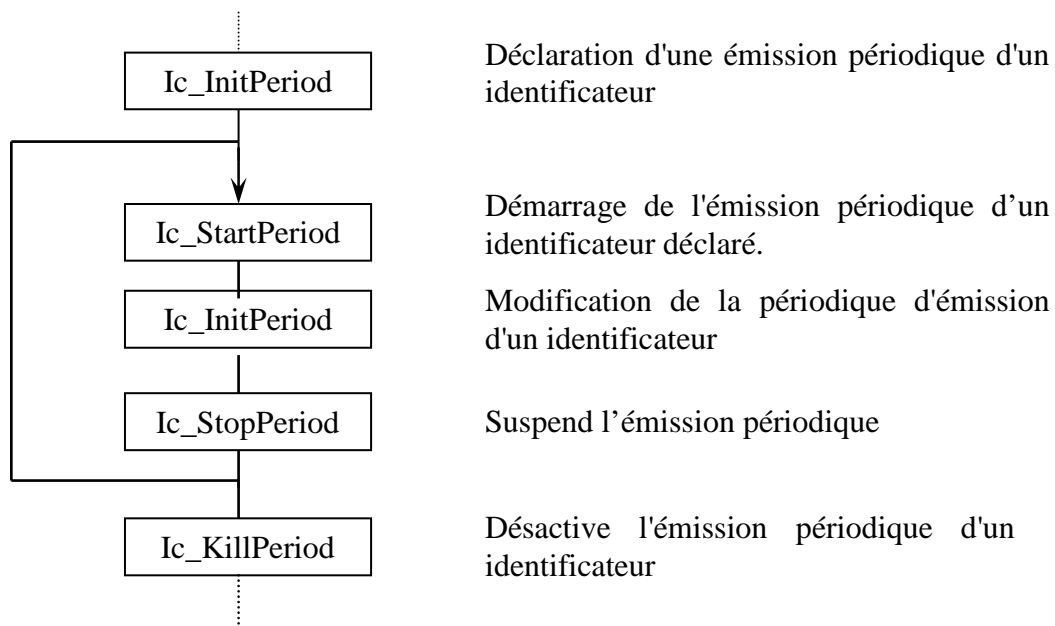 Ic_InitPeriod
Déclaration d'une émission périodique d'un
identificateur
Ic_StartPeriod
Démarrage de l'émission périodique d’un
identificateur déclaré.
Ic_InitPeriod
Modification de la périodique d'émission
d'un identificateur
Ic_StopPeriod
Suspend l’émission périodique
Ic_KillPeriod
Désactive l'émission périodique d'un
identificateur